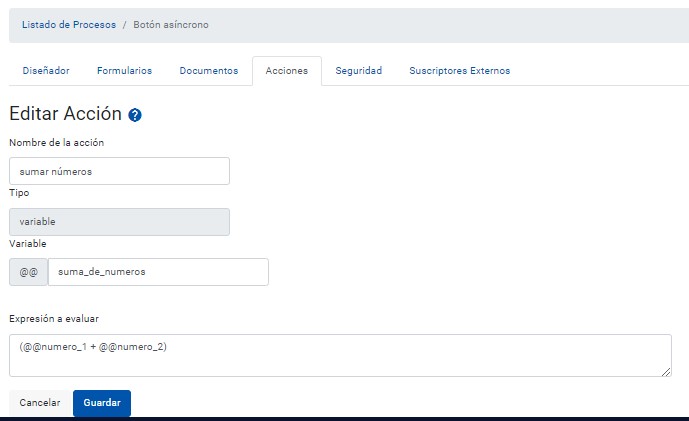 Listado de Procesos / Botón asíncrono
Diseñador Formularios Documentos Acciones Seguridad Suscriptores Externos
Editar Acción ?
Nombre de la acción
sumar números
Tipo
variable
Variable
@@ suma_de_numeros
Expresión a evaluar
(@@numero_1 + @@numero_2)
Cancelar Guardar